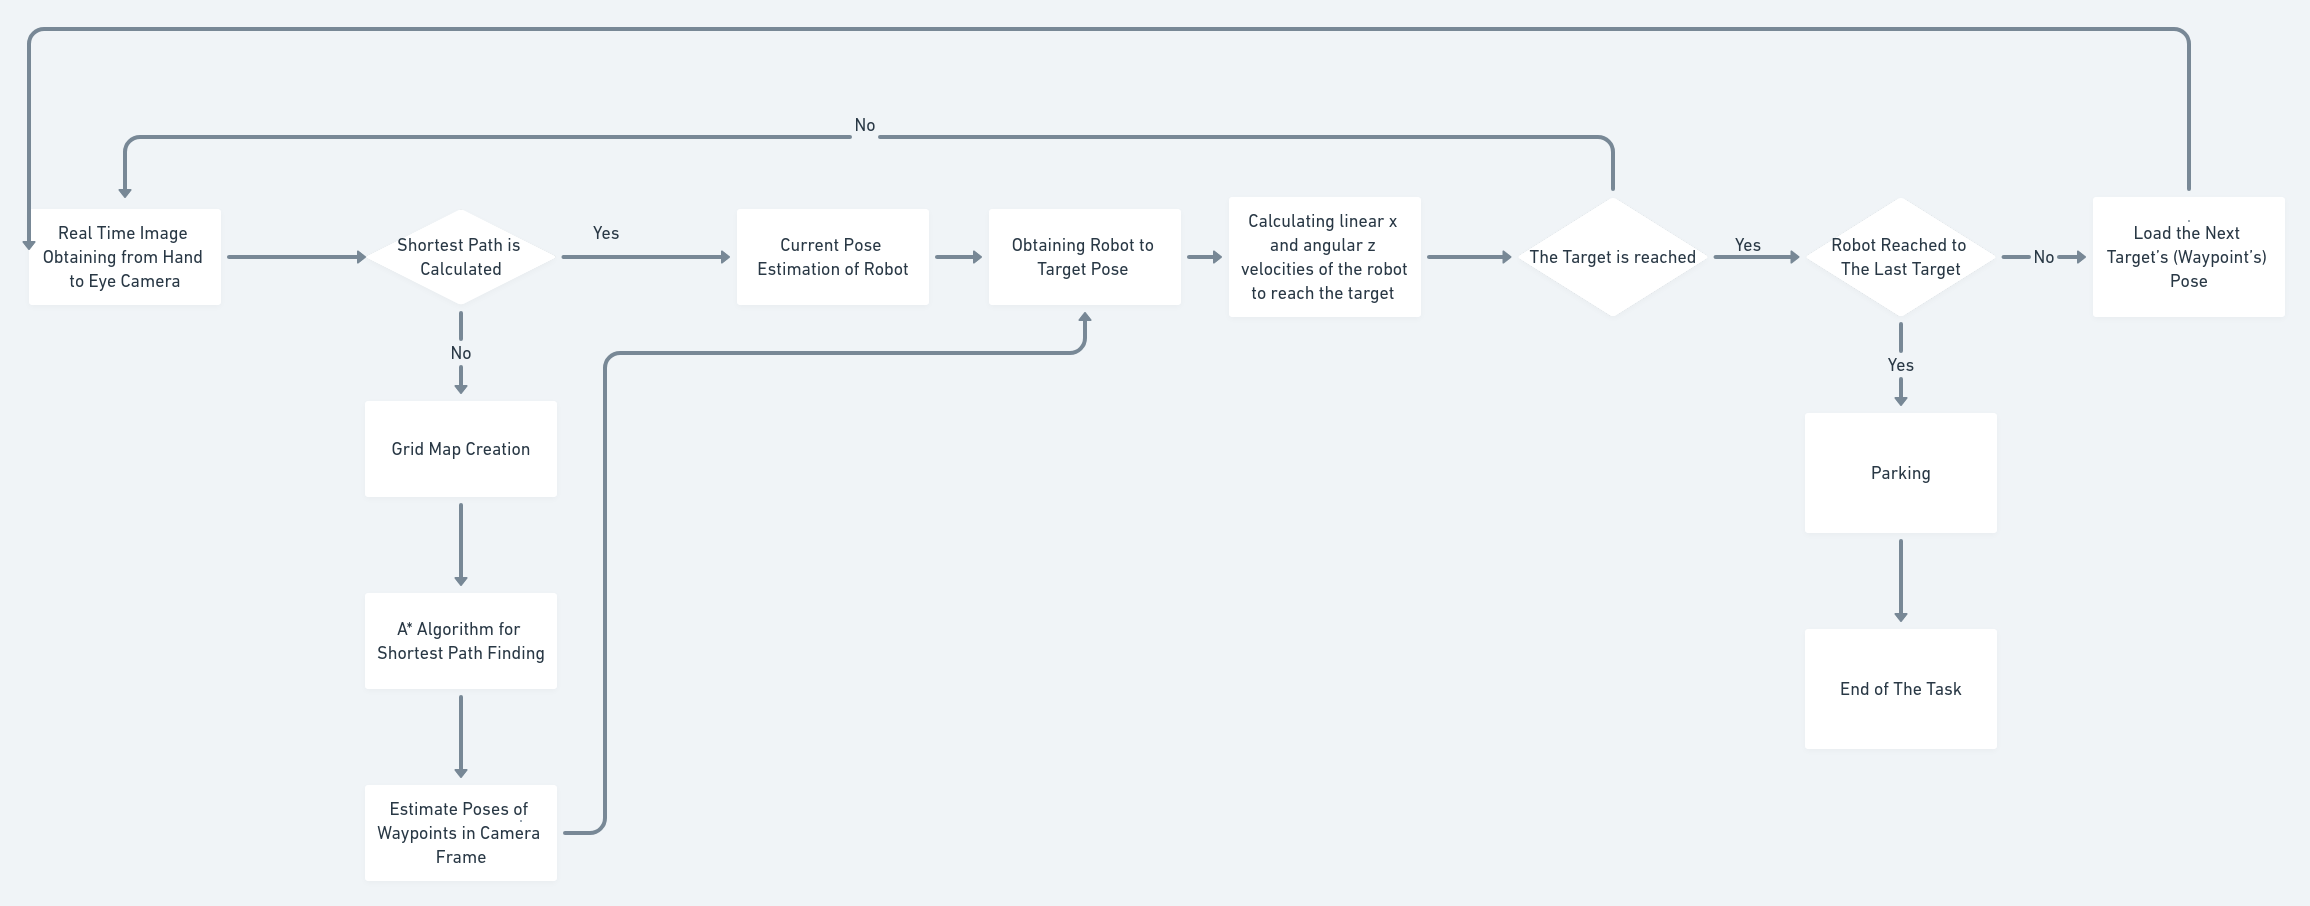 No
Real Time Image
Obtaining from Hand
to Eye Camera
Shortest Path is
Calculated
Yes
Current Pose
Estimation of Robot
Obtaining Robot to
Target Pose
Calculating linear x
and angular z
velocities of the robot
to reach the target
The Target is reached
Yes
Robot Reached to
The Last Target
No
Load the Next
Target's (Waypoint's)
Pose
No
Yes
Grid Map Creation
Parking
A* Algorithm for
Shortest Path Finding
End of The Task
Estimate Poses of
Waypoints in Camera
Frame